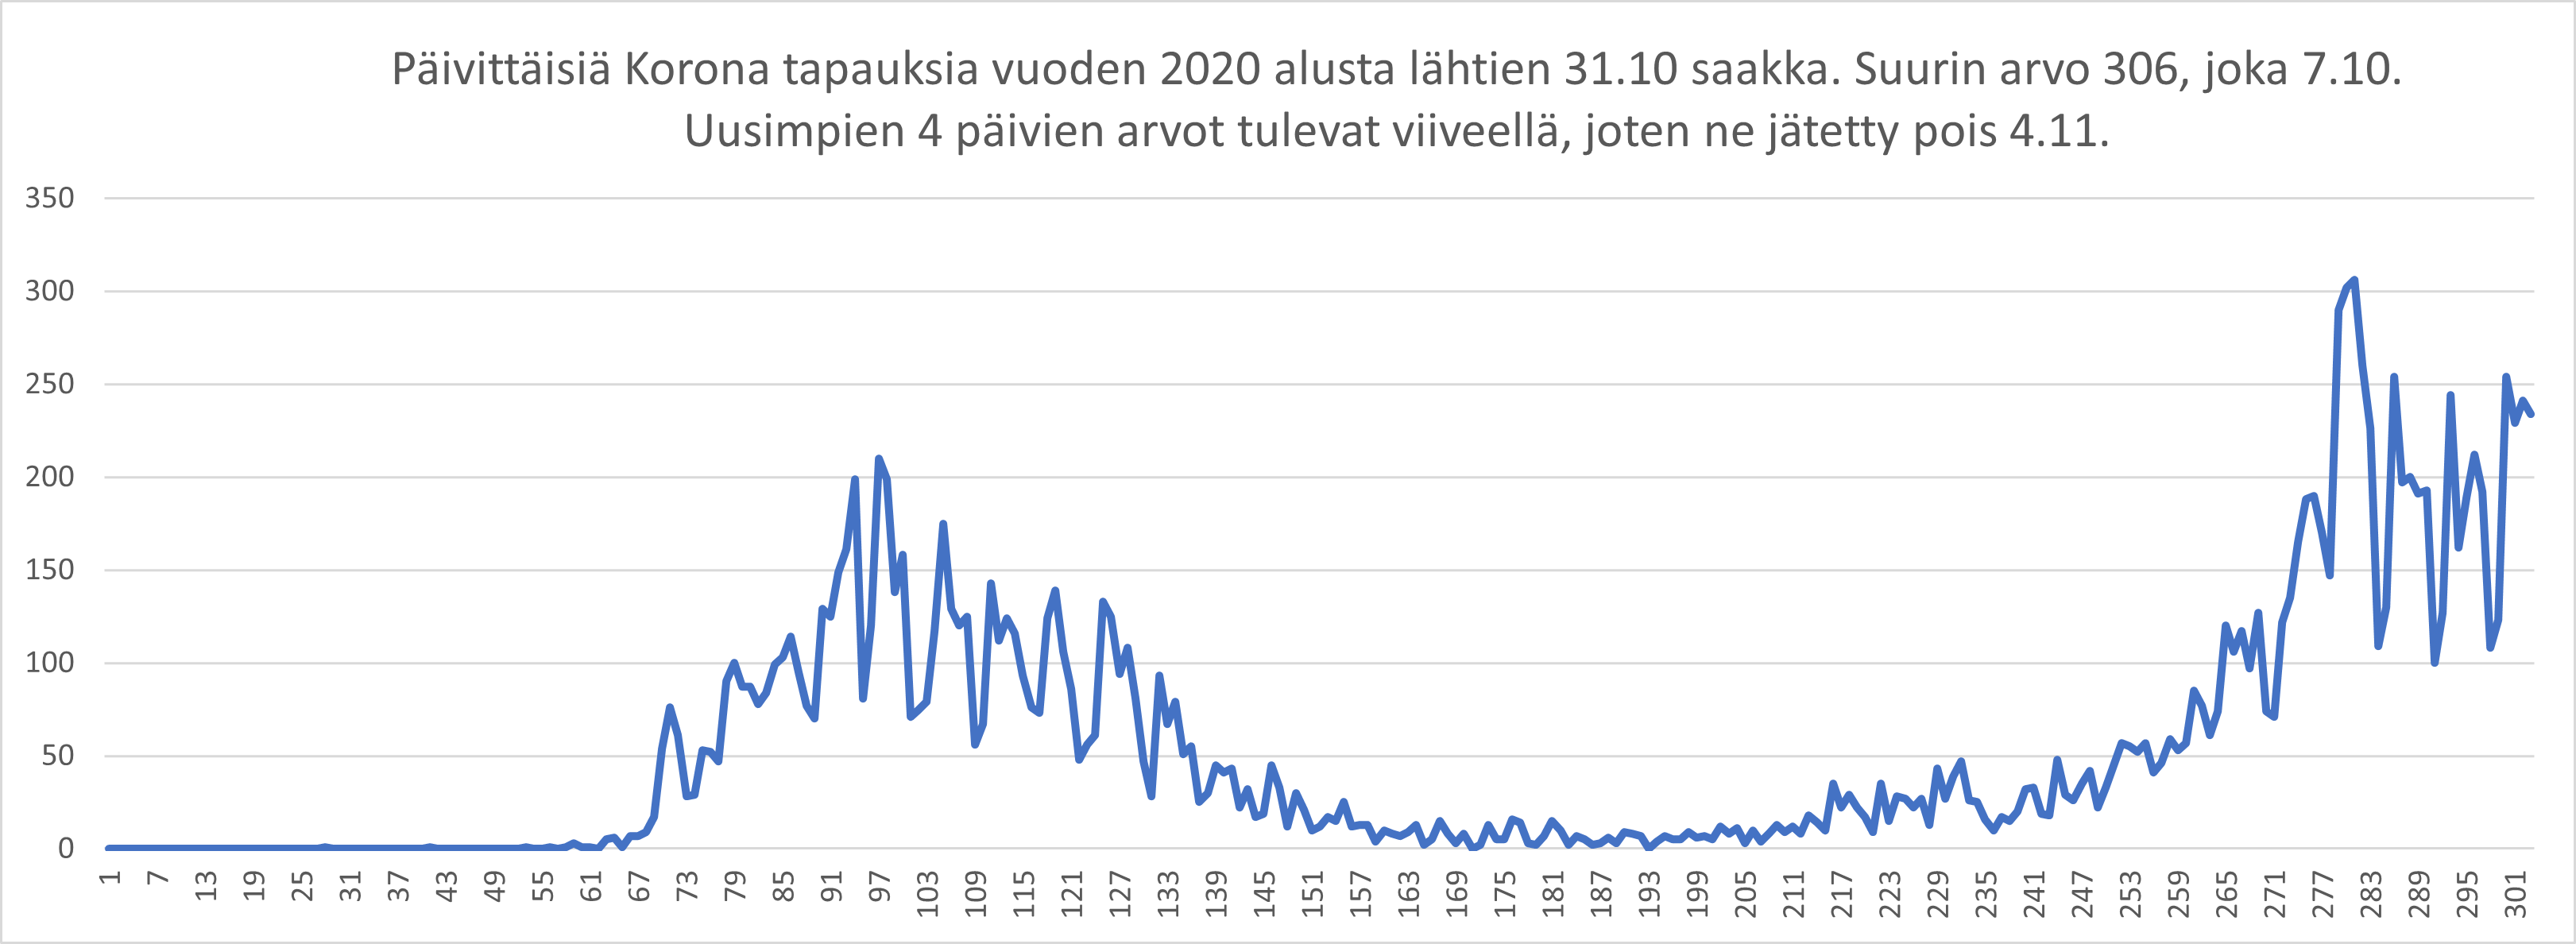 Päivittäisiä Korona tapauksia vuoden 2020 alusta lähtien 31.10 saakka. Suurin arvo 306, joka 7.10.
Uusimpien 4 päivien arvot tulevat viiveellä, joten ne jätetty pois 4.11.
350
300
250
200
150
100
50
0
1 7 13 19 25 31 37 43 49 55 61 67 73 79 85 91 97 103 109 115 121 127 133 139 145 151 157 163 169 175 181 187 193 199 205 211 217 223 229 235 241 247 253 259 265 271 277 283 289 295 301